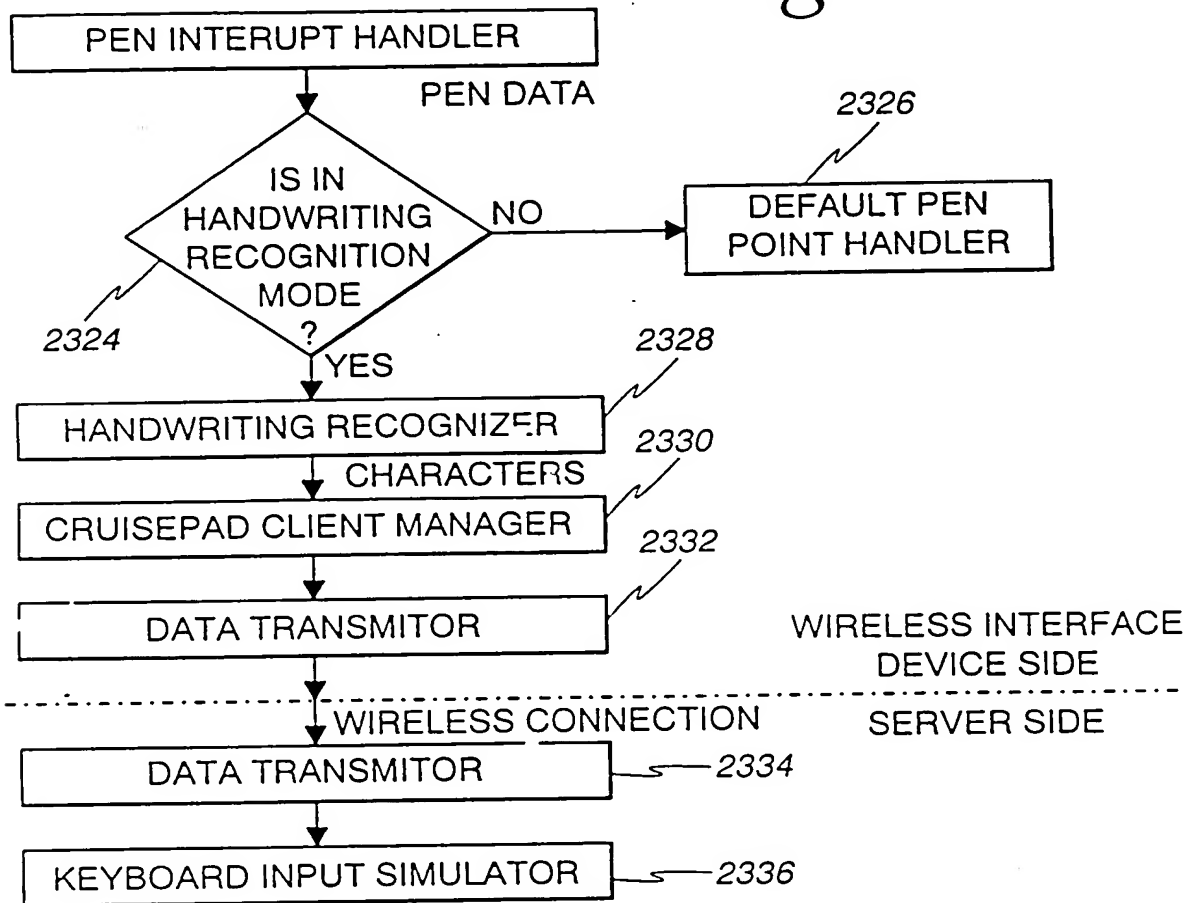 g
PEN INTERUPT HANDLER
PEN DATA
2326
IS IN
HANDWRITING
RECOGNITION
MODE
?
NO
DEFAULT PEN
POINT HANDLER
2324
YES
2328
HANDWRITING RECOGNIZER
2330
CHARACTERS
CRUISEPAD CLIENT MANAGER
2332
DATA TRANSMITOR
WIRELESS INTERFACE
DEVICE SIDE
WIRELESS CONNECTION
SERVER SIDE
DATA TRANSMITOR
2334
KEYBOARD INPUT SIMULATOR
2336